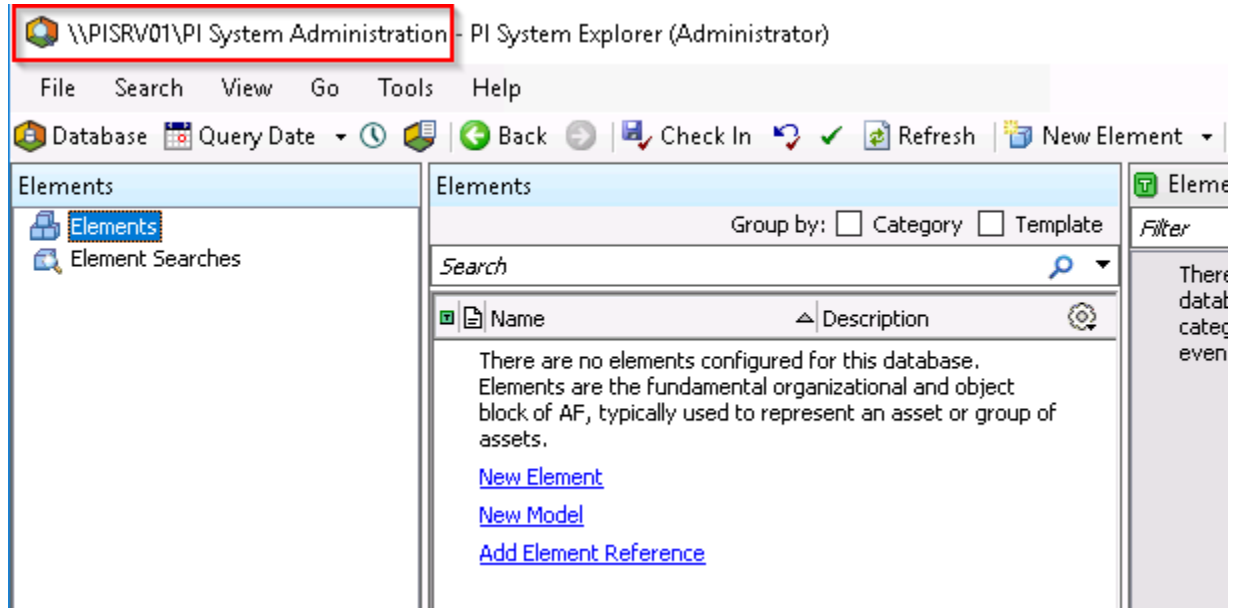 \\PISRV01\PI System Administration - PI System Explorer (Administrator)
File Search View Go Tools Help
Database Query Date Back Check In Refresh New Element
Elements
Elements
Element Searches
Elements
Group by: Category Template
Search
Name Description
There are no elements configured for this database.
Elements are the fundamental organizational and object
block of AF, typically used to represent an asset or group of
assets.
New Element
New Model
Add Element Reference
Eleme
Filter
There
datab
categ
even